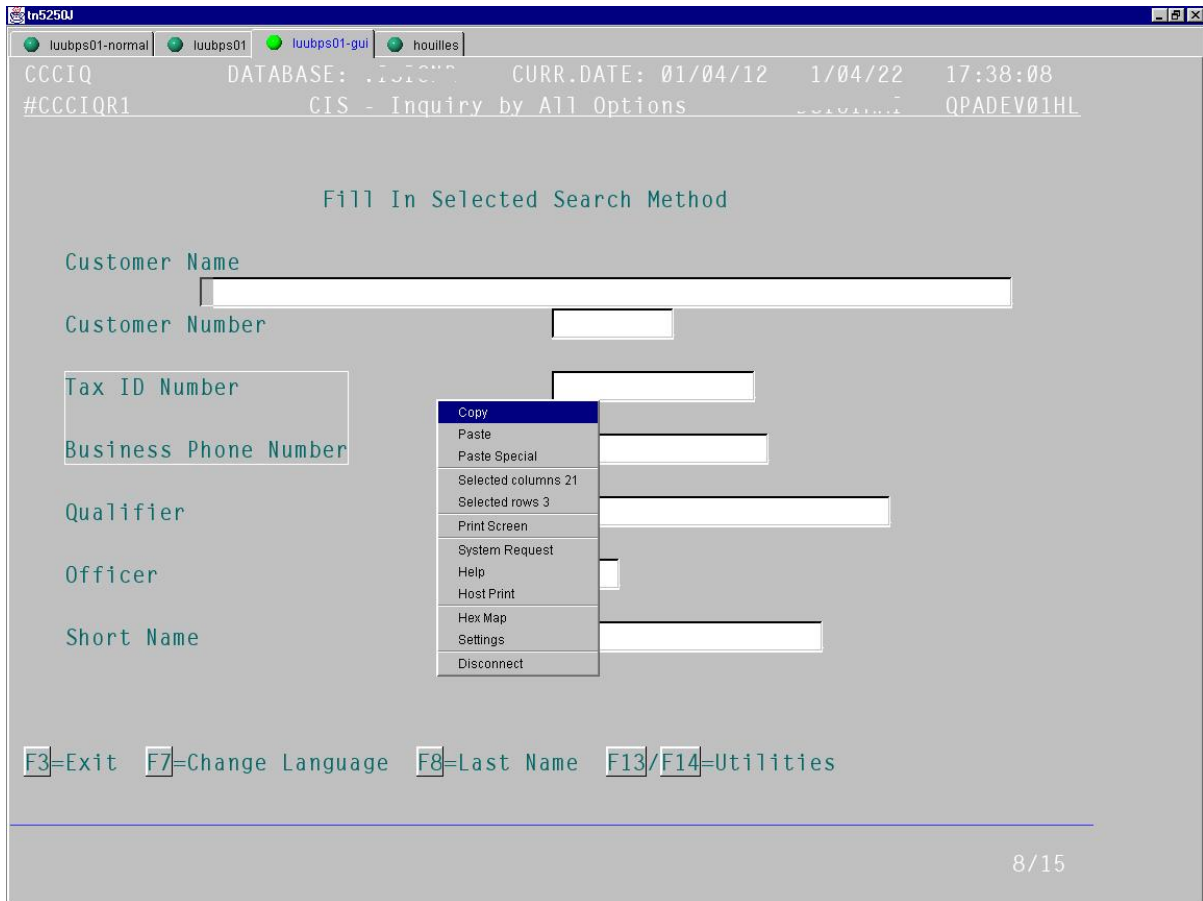 tn5250J
luubps01-normal luubps01 luubps01-gui houilles
CCCIQ DATABASE: CURR.DATE: 01/04/12 1/04/22 17:38:08
#CCCIQR1 CIS - Inquiry by All Options QPADEV01HL
Fill In Selected Search Method
Customer Name
Customer Number
Tax ID Number
Business Phone Number
Qualifier
Officer
Short Name
Copy
Paste
Paste Special
Selected columns 21
Selected rows 3
Print Screen
System Request
Help
Host Print
Hex Map
Settings
Disconnect
F3=Exit F7=Change Language F8=Last Name F13/F14=Utilities
8/15